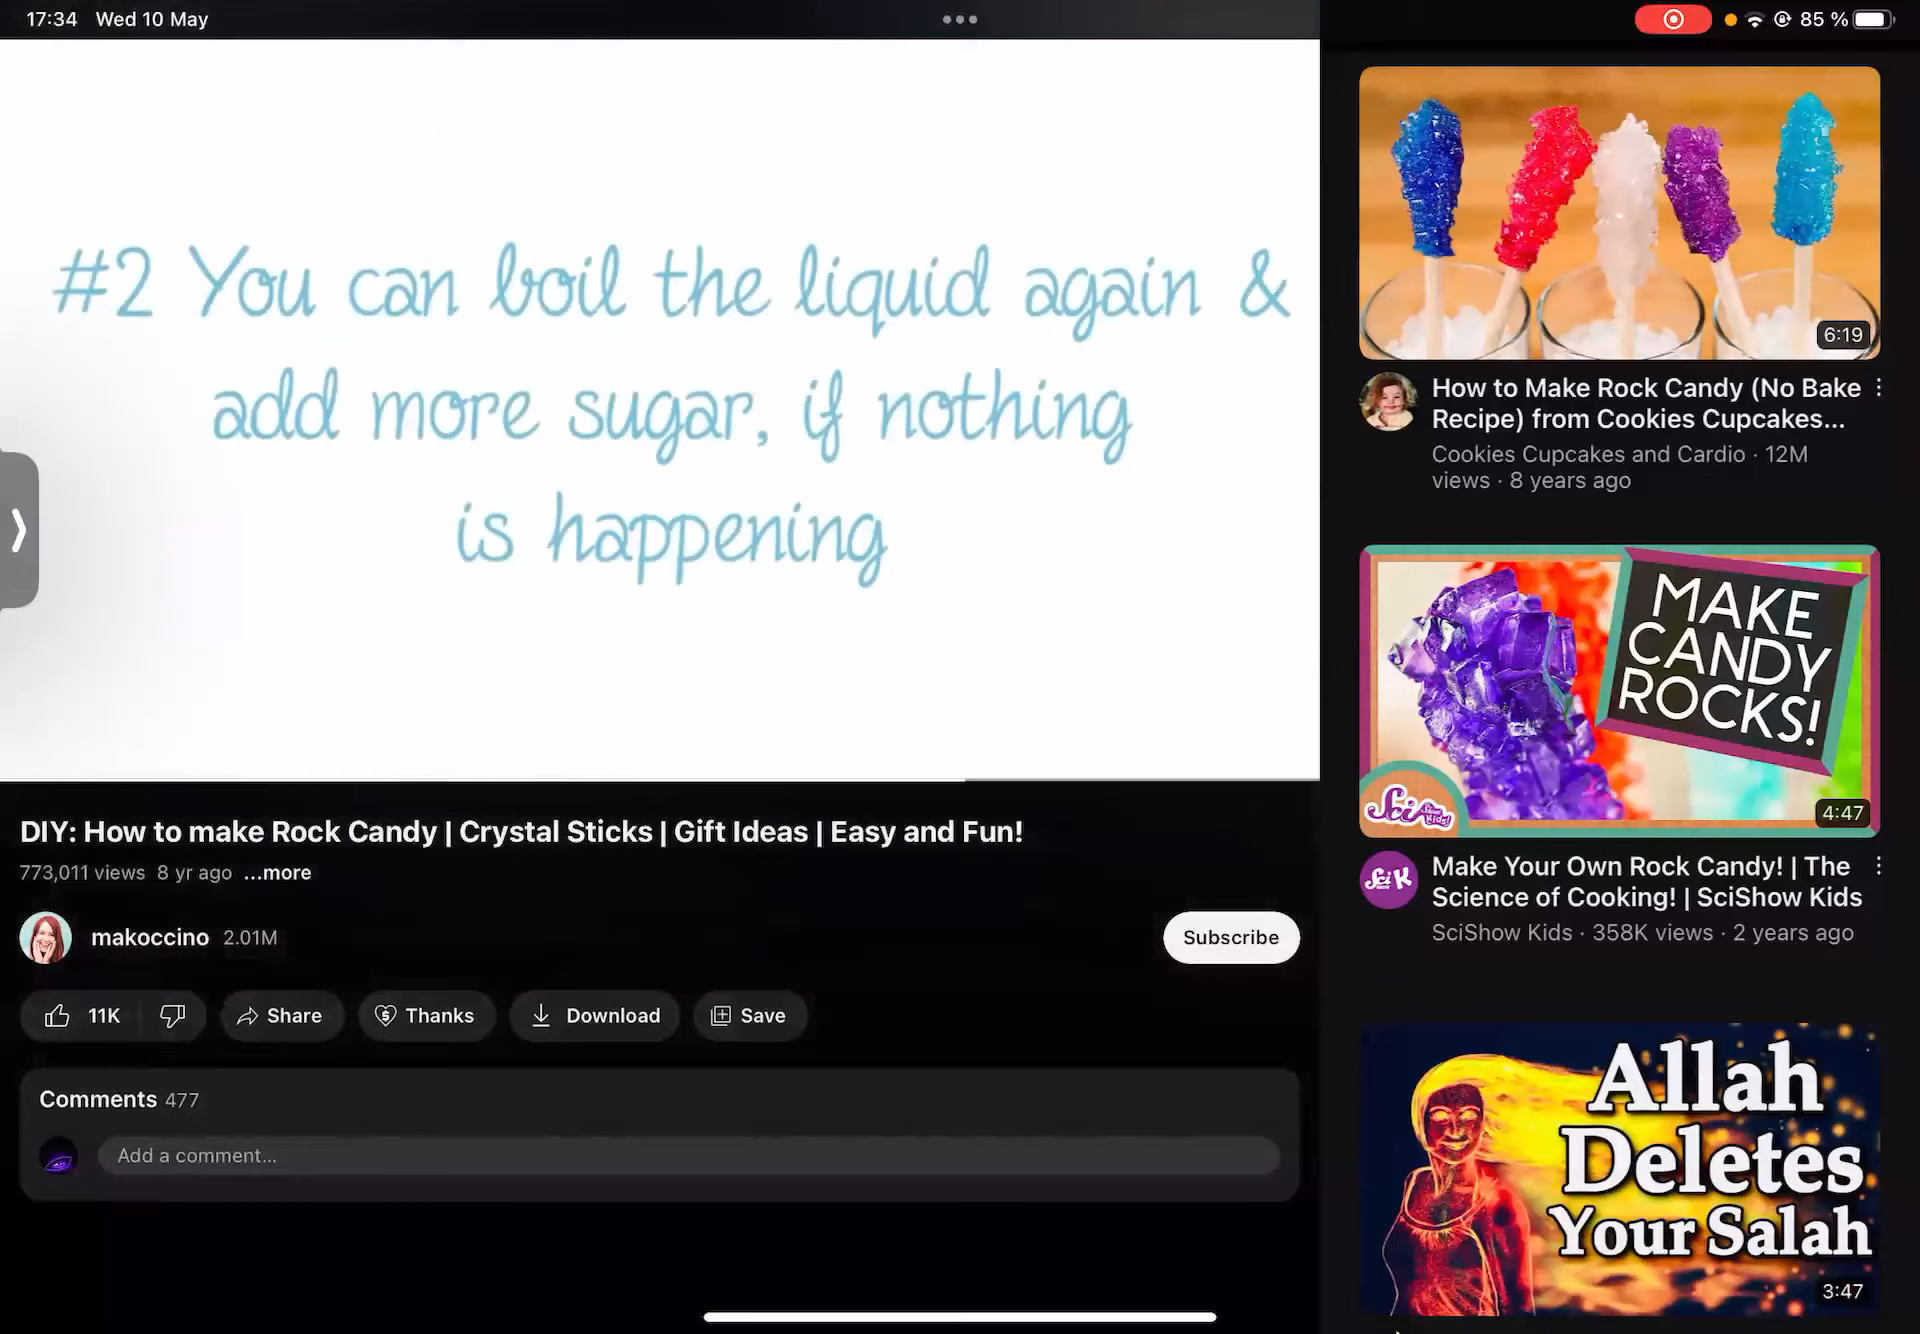 17:34 Wed 10 May
85 %
#2 You can boil the liquid again &
add more sugar, if nothing
is happening
DIY: How to make Rock Candy | Crystal Sticks | Gift Ideas | Easy and Fun!
773,011 views 8 yr ago ...more
makoccino 2.01M
Subscribe
11K
Share
Thanks
Download
Save
Comments 477
Add a comment...
6:19
How to Make Rock Candy (No Bake
Recipe) from Cookies Cupcakes...
Cookies Cupcakes and Cardio · 12M
views · 8 years ago
MAKE
CANDY
ROCKS!
Sci Show Kids!
4:47
Sci K
Make Your Own Rock Candy! | The
Science of Cooking! | SciShow Kids
SciShow Kids · 358K views · 2 years ago
Allah
Deletes
Your Salah
3:47